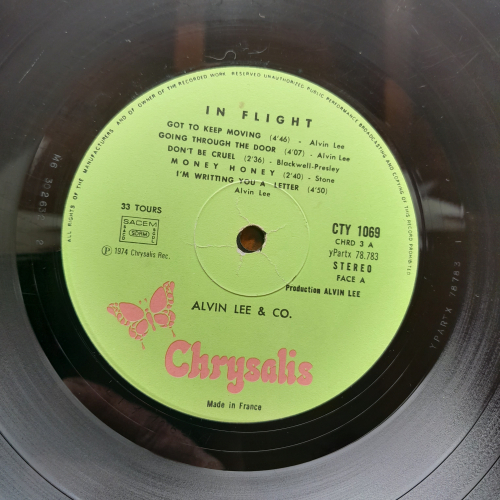 ALL RIGHTS OF THE MANUFACTURERS AND OF OWNER OF THE RECORDED WORK RESERVED UNAUTHORIZED PUBLIC PERFORMANCE BROADCASTING AND COPYING OF THIS RECORD PROHIBITED
IN FLIGHT
GOT TO KEEP MOVING (4'46) - Alvin Lee
GOING THROUGH THE DOOR (4'07) - Alvin Lee
DON'T BE CRUEL (2'36) - Blackwell-Presley
MONEY HONEY (2'40) - Stone
I'M WRITTING YOU A LETTER (4'50)
Alvin Lee
33 TOURS
SACEM
SDRM
CTY 1069
CHRD 3 A
yPartx 78.783
STEREO
FACE A
℗ 1974 Chrysalis Rec.
Production ALVIN LEE
ALVIN LEE & CO.
Chrysalis
Made in France